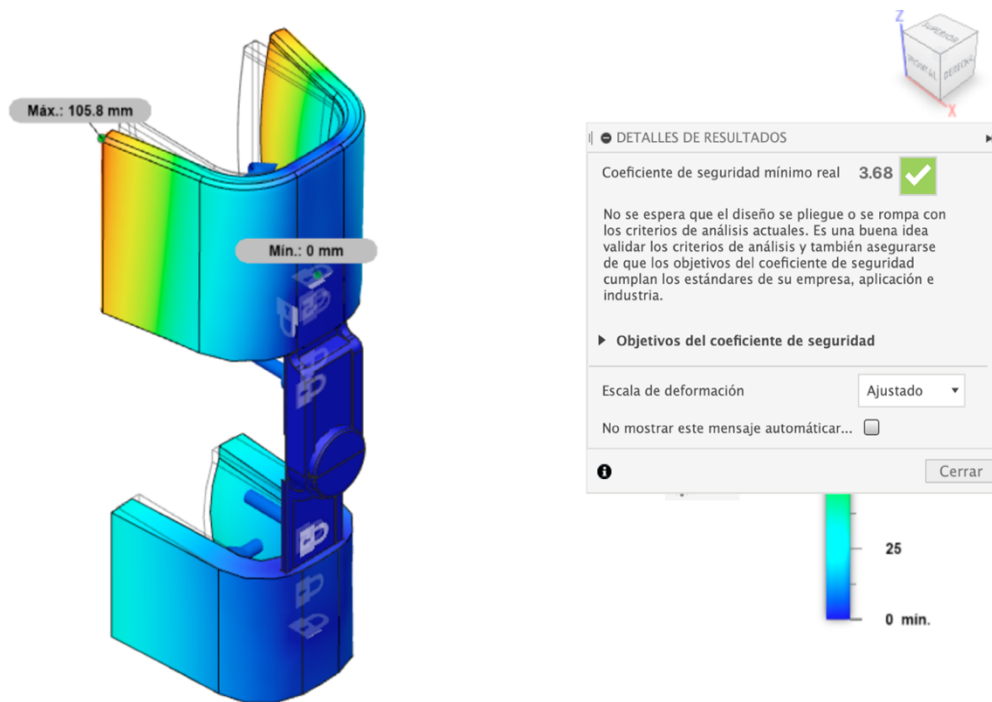 Z
SUPERIOR
FRONTAL
DERECHA
X
Máx.: 105.8 mm
Mín.: 0 mm
DETALLES DE RESULTADOS
Coeficiente de seguridad mínimo real 3.68
No se espera que el diseño se pliegue o se rompa con
los criterios de análisis actuales. Es una buena idea
validar los criterios de análisis y también asegurarse
de que los objetivos del coeficiente de seguridad
cumplan los estándares de su empresa, aplicación e
industria.
Objetivos del coeficiente de seguridad
Escala de deformación Ajustado
No mostrar este mensaje automáticar...
Cerrar
25
0 mín.